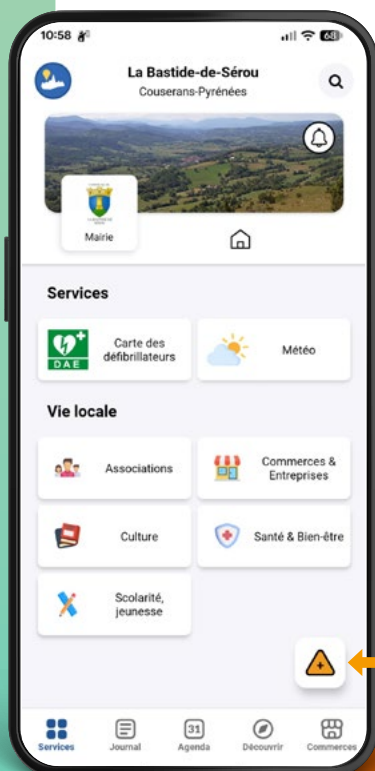 10:58
68
La Bastide-de-Sérou
Couserans-Pyrénées
Mairie
Services
DAE
Carte des
défibrillateurs
Météo
Vie locale
Associations
Commerces &
Entreprises
Culture
Santé & Bien-être
Scolarité,
jeunesse
31
Services
Journal
Agenda
Découvrir
Commerces